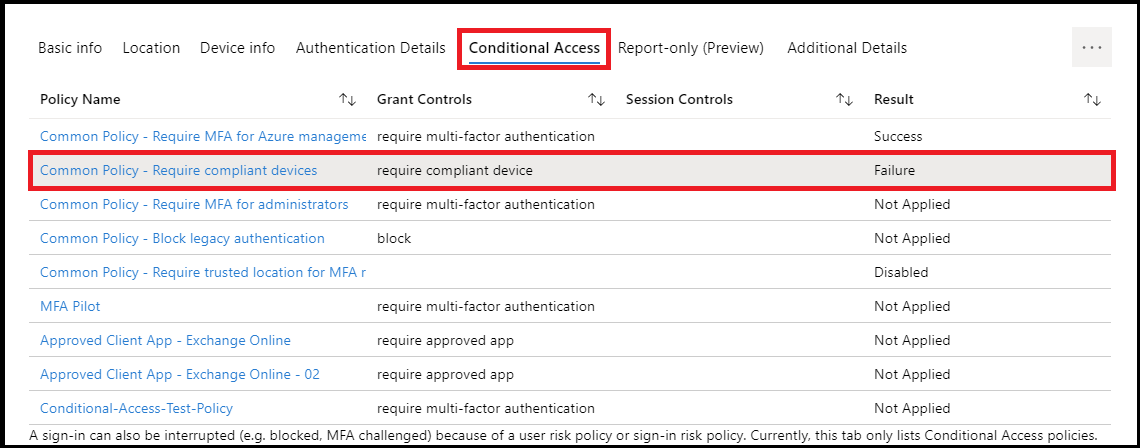 Basic info Location Device info Authentication Details Conditional Access Report-only (Preview) Additional Details ...
Policy Name Grant Controls Session Controls Result
Common Policy - Require MFA for Azure manageme require multi-factor authentication Success
Common Policy - Require compliant devices require compliant device Failure
Common Policy - Require MFA for administrators require multi-factor authentication Not Applied
Common Policy - Block legacy authentication block Not Applied
Common Policy - Require trusted location for MFA r Disabled
MFA Pilot require multi-factor authentication Not Applied
Approved Client App - Exchange Online require approved app Not Applied
Approved Client App - Exchange Online - 02 require approved app Not Applied
Conditional-Access-Test-Policy require multi-factor authentication Not Applied
A sign-in can also be interrupted (e.g. blocked, MFA challenged) because of a user risk policy or sign-in risk policy. Currently, this tab only lists Conditional Access policies.